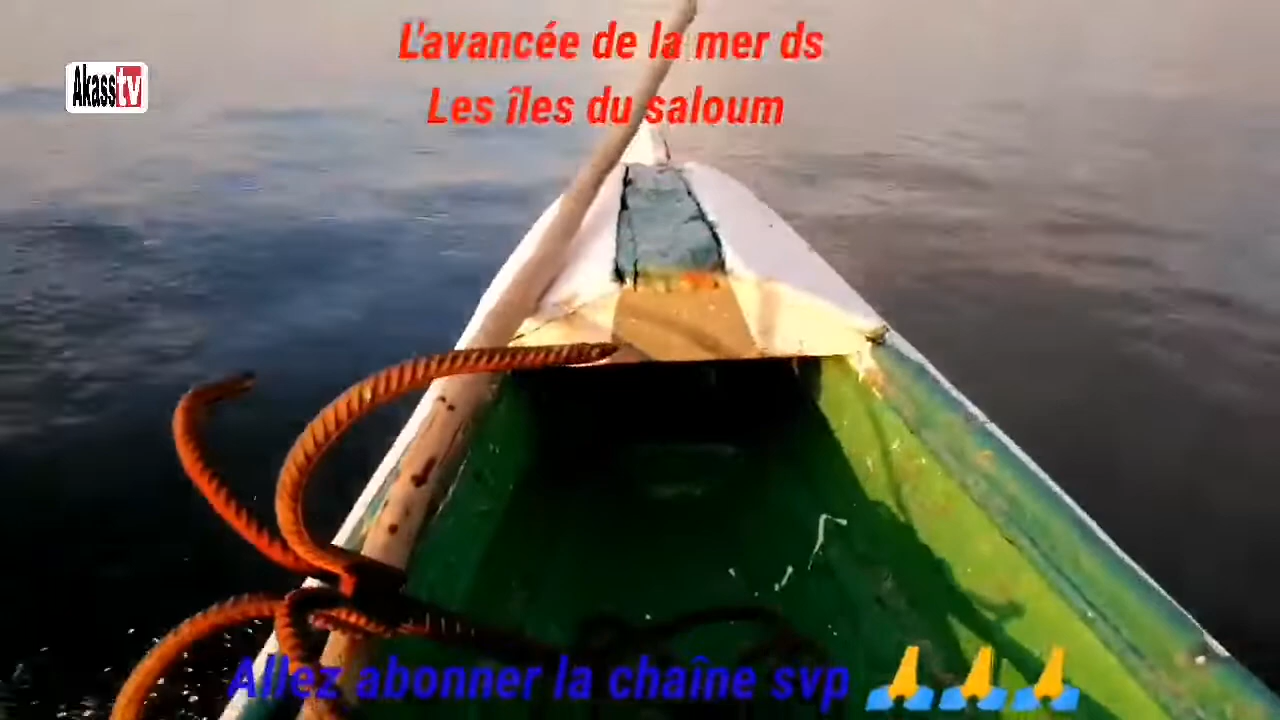 L'avancée de la mer ds
Akasstv
Les îles du saloum
Allez abonner la chaîne svp 🙏🙏🙏